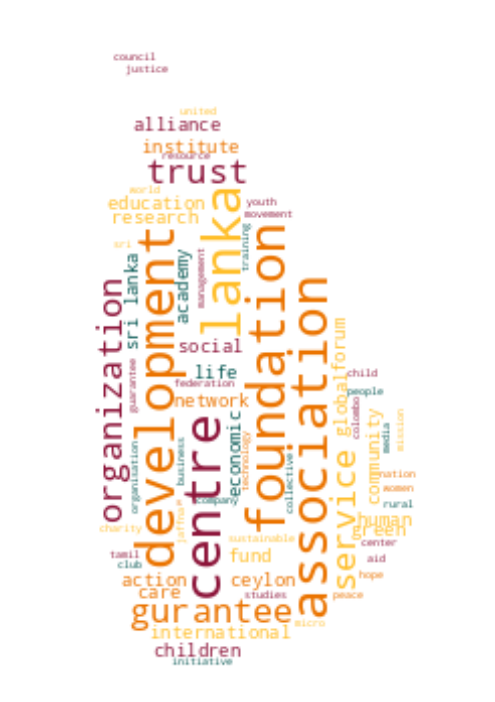 council
justice
united
alliance
institute
resource
trust
world
education
research
lanka
youth
movement
sri
development
sri lanka
academy
management
training
foundation
organization
association
social
guarantee
life
federation
network
global
forum
child
people
colombo
centre
economic
technology
business
organisation
collective
community
media
mission
service
nation
women
company
rural
jaffna
charity
human
green
sustainable
center
tamil
club
fund
aid
action
care
ceylon
hope
studies
peace
gurantee
micro
international
children
initiative